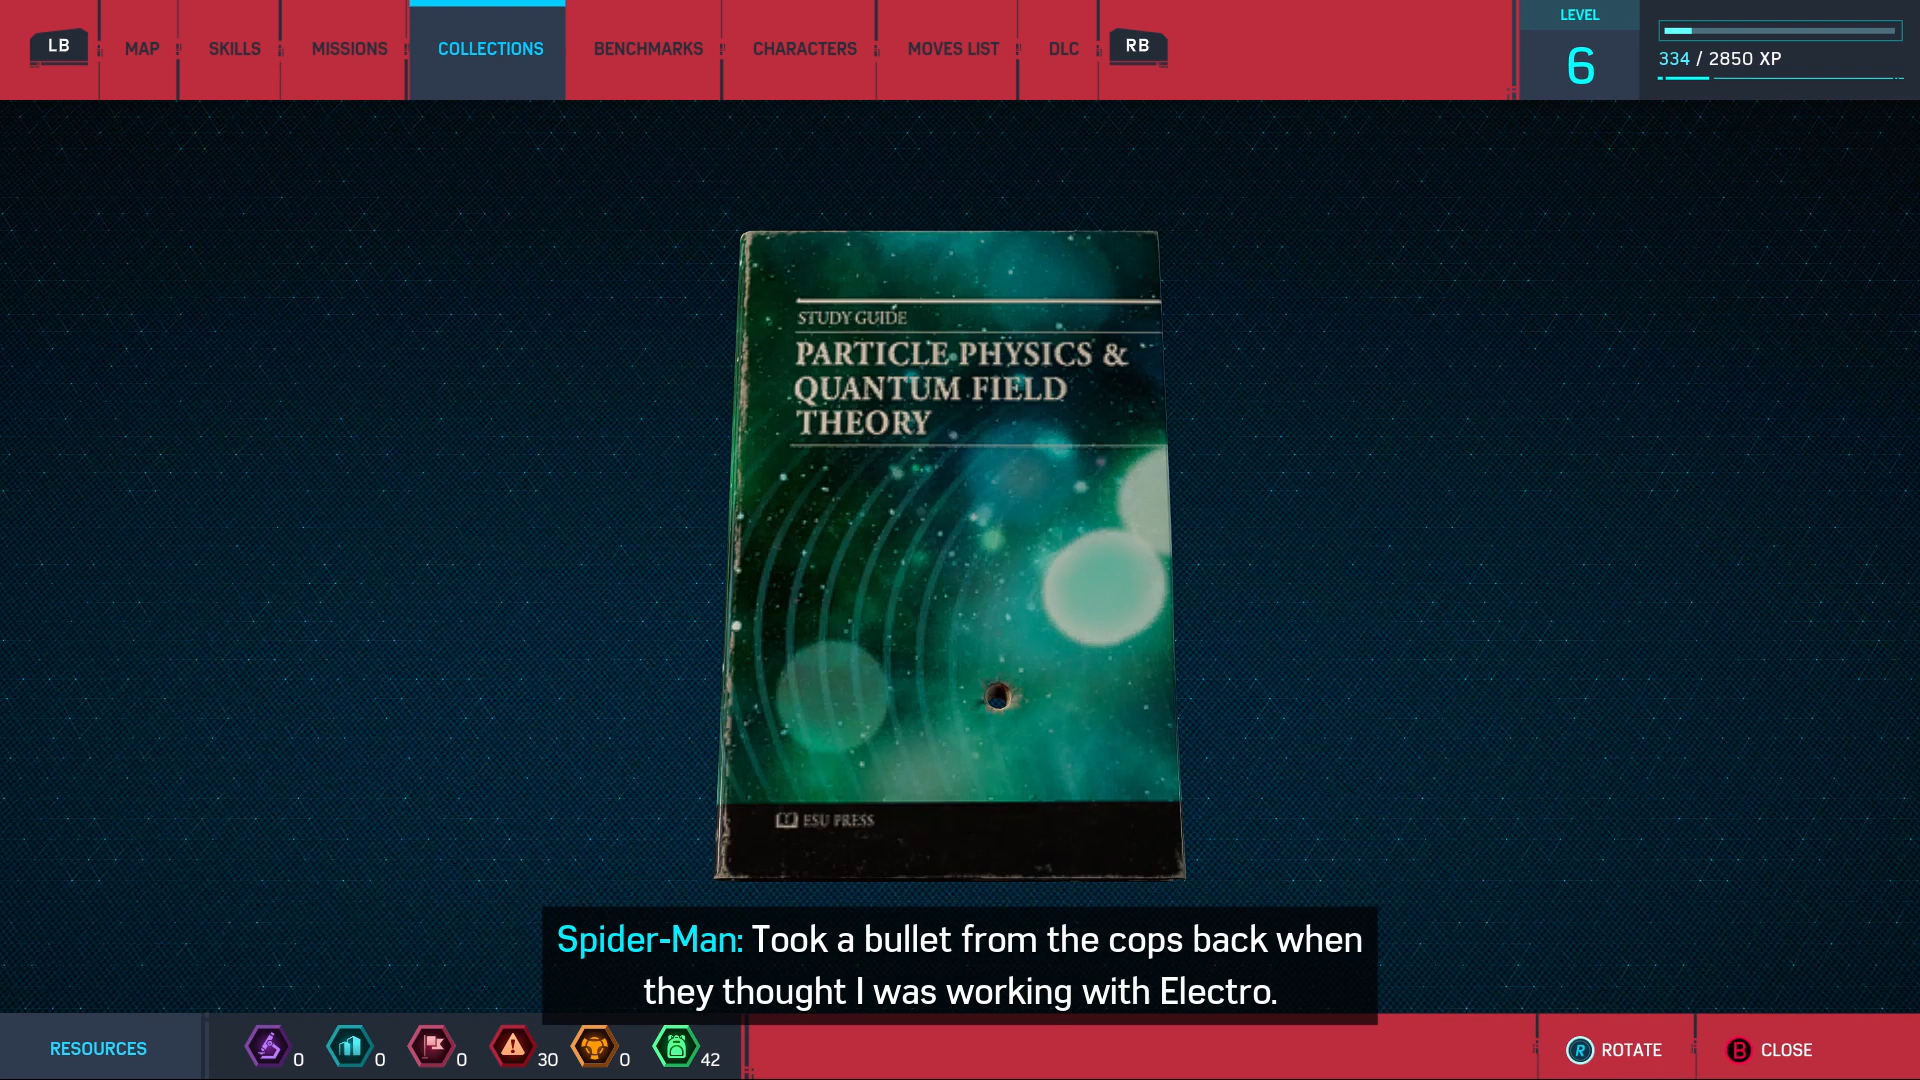 LB
MAP
SKILLS
MISSIONS
COLLECTIONS
BENCHMARKS
CHARACTERS
MOVES LIST
DLC
RB
LEVEL
6
334 / 2850 XP
STUDY GUIDE
PARTICLE PHYSICS &
QUANTUM FIELD
THEORY
ESU PRESS
Spider-Man: Took a bullet from the cops back when
they thought I was working with Electro.
RESOURCES
0
0
0
30
0
42
R ROTATE
B CLOSE